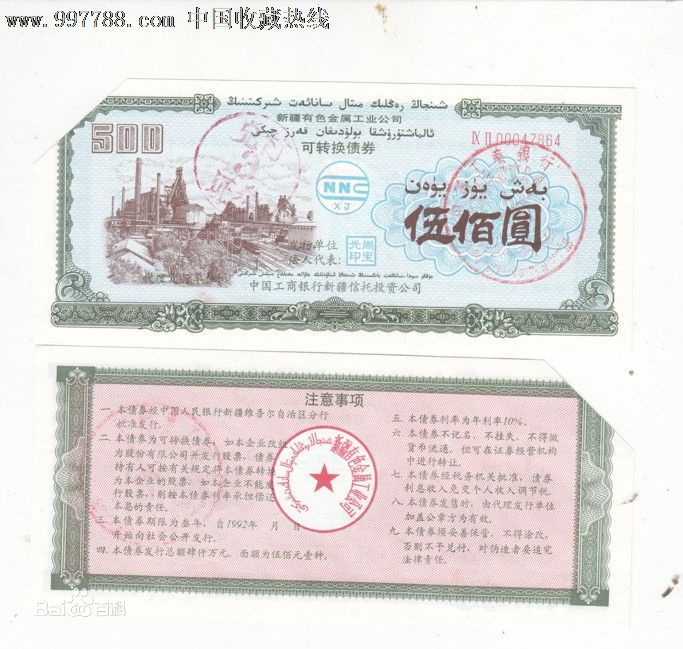 www.997788.com 中国收藏热线
شىنجاڭ رەڭلىك مېتال سانائەت شىركىتىنىڭ
新疆有色金属工业公司
ئالماشتۇرۇشقا بولىدىغان قەرز چېكى
可转换债券
500
IX II 00047864
NNC
XJ
بەش يۈز يۈەن
伍佰圆
发行单位
法人代表:
周宝光印
代理发行单位:
中国工商银行新疆信托投资公司
注意事项
一、本债券经中国人民银行新疆维吾尔自治区分行
批准发行。
二、本债券为可转换债券,如本企业改组
为股份有限公司并发行股票,债券
持有人可按有关规定将本债券转换
为本企业的股票。如本企业不能发
行股票,则按本债券利率承担偿还
本息的责任。
三、本债券期限为叁年,自1992年 月 日
开始向社会公开发行。
四、本债券发行总额肆仟万元,面额为伍佰元壹种。
五、本债券利率为年利率10%。
六、本债券不记名,不挂失,不得做
货币流通,但可在证券经营机构
中进行转让。
七、本债券经税务机关批准,债券
利息收入免交个人收入调节税。
八、本债券发售时,由代理发行单位
加盖公章方为有效。
九、本债券须妥善保管,不得涂改,
否则不予兑付,对伪造者要追究
法律责任。
新疆有色金属工业公司
Bai百科